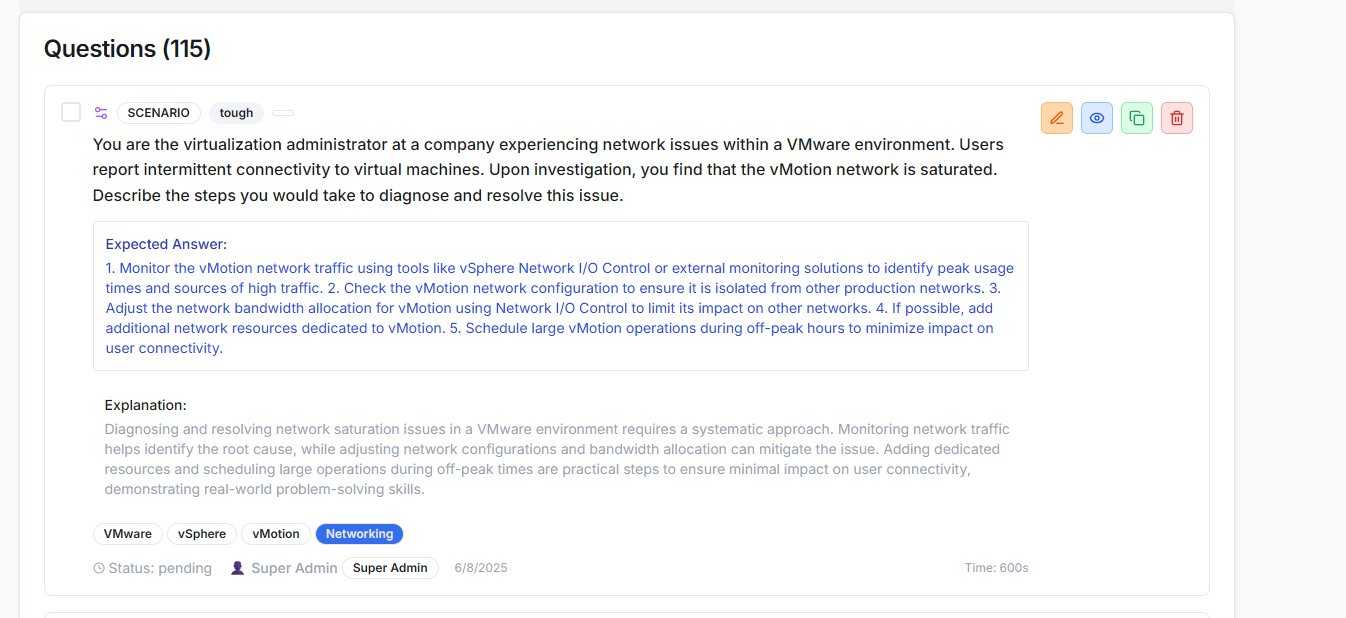 Questions (115)
SCENARIO tough
You are the virtualization administrator at a company experiencing network issues within a VMware environment. Users
report intermittent connectivity to virtual machines. Upon investigation, you find that the vMotion network is saturated.
Describe the steps you would take to diagnose and resolve this issue.
Expected Answer:
1. Monitor the vMotion network traffic using tools like vSphere Network I/O Control or external monitoring solutions to identify peak usage
times and sources of high traffic. 2. Check the vMotion network configuration to ensure it is isolated from other production networks. 3.
Adjust the network bandwidth allocation for vMotion using Network I/O Control to limit its impact on other networks. 4. If possible, add
additional network resources dedicated to vMotion. 5. Schedule large vMotion operations during off-peak hours to minimize impact on
user connectivity.
Explanation:
Diagnosing and resolving network saturation issues in a VMware environment requires a systematic approach. Monitoring network traffic
helps identify the root cause, while adjusting network configurations and bandwidth allocation can mitigate the issue. Adding dedicated
resources and scheduling large operations during off-peak times are practical steps to ensure minimal impact on user connectivity,
demonstrating real-world problem-solving skills.
VMware vSphere vMotion Networking
Status: pending Super Admin Super Admin 6/8/2025 Time: 600s